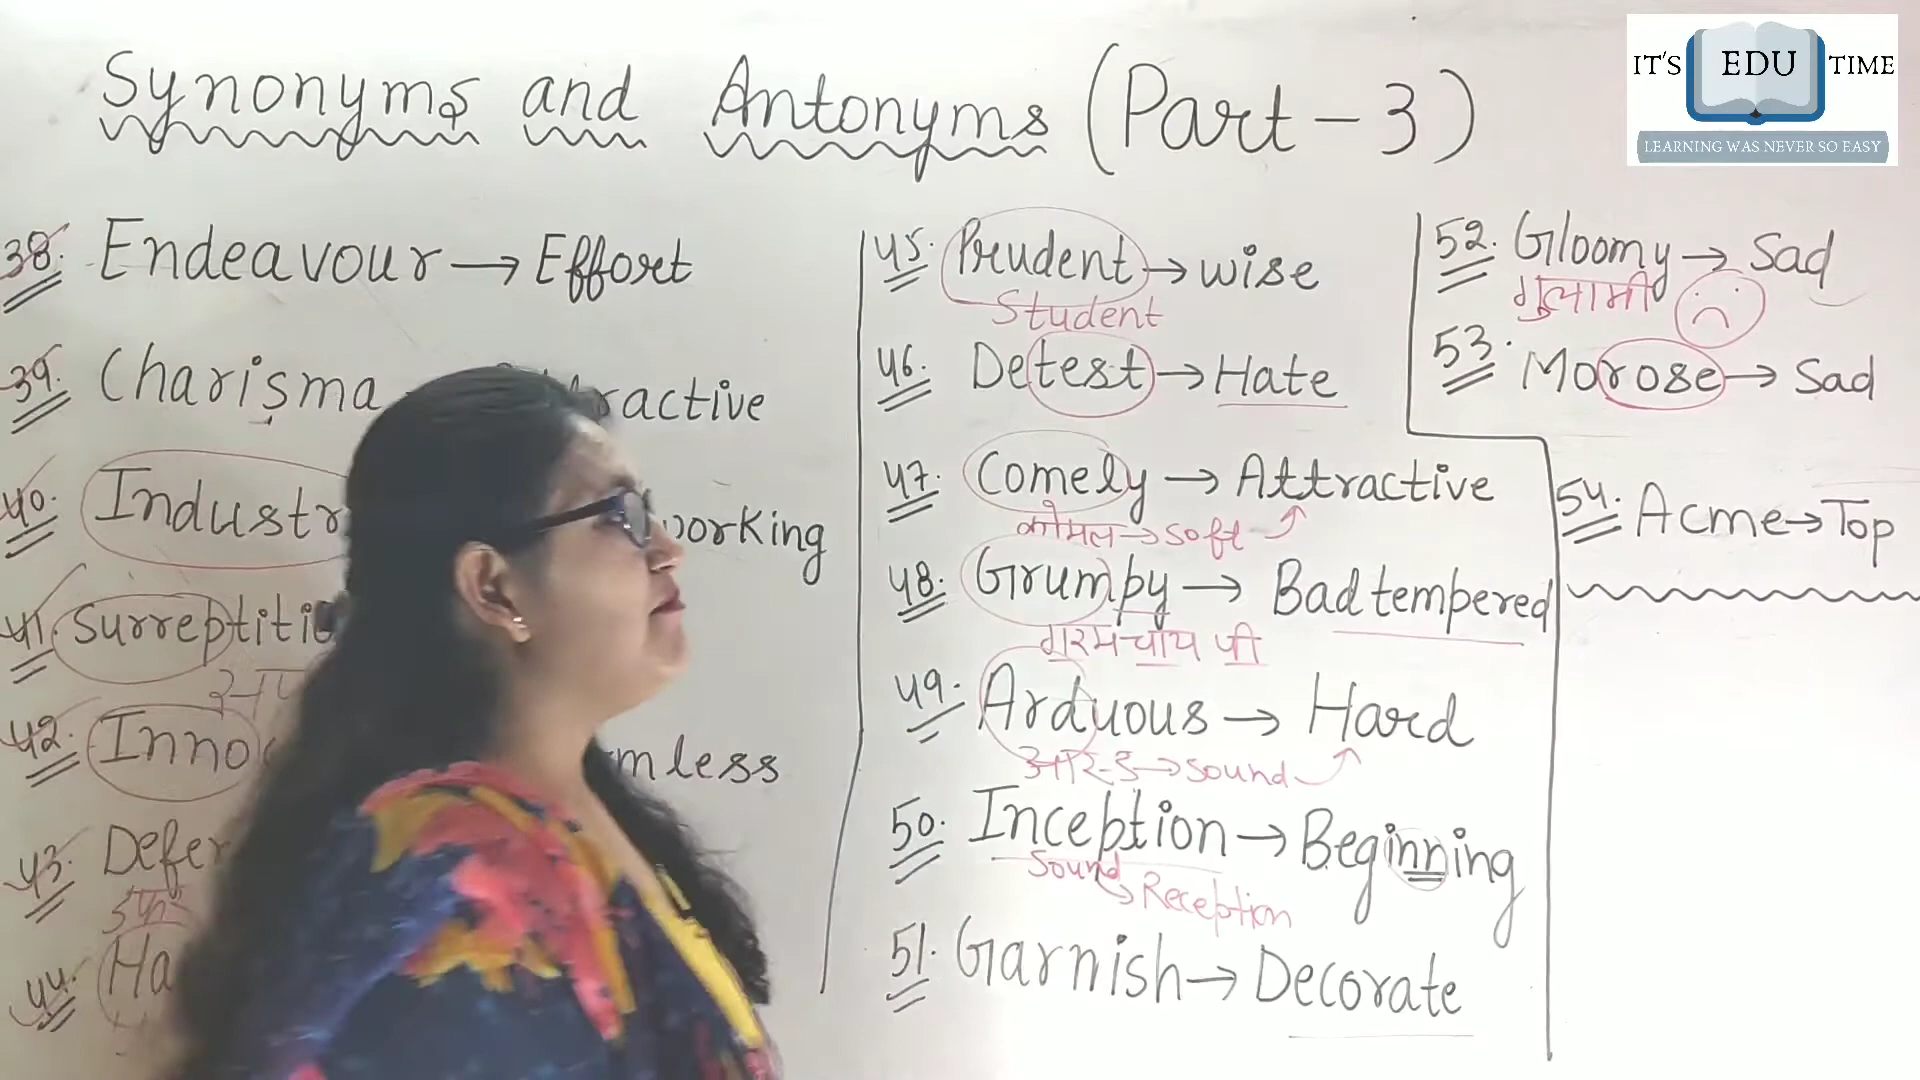 Synonyms and Antonyms (Part-3)
IT'S EDU TIME
LEARNING WAS NEVER SO EASY
38. Endeavour → Effort
39. Charisma ractive
40. Industr working
41. Surreptitio
42. Inno mless
43. Defer
44. Ha
45. Prudent → wise
Student
46. Detest → Hate
47. Comely → Attractive
कोमल → soft
48. Grumpy → Bad tempered
गरम चाय पी
49. Arduous → Hard
आर्ड → sound
50. Inception → Beginning
Sound → Reception
51. Garnish → Decorate
52. Gloomy → Sad
गुलामी
53. Morose → Sad
54. Acme → Top